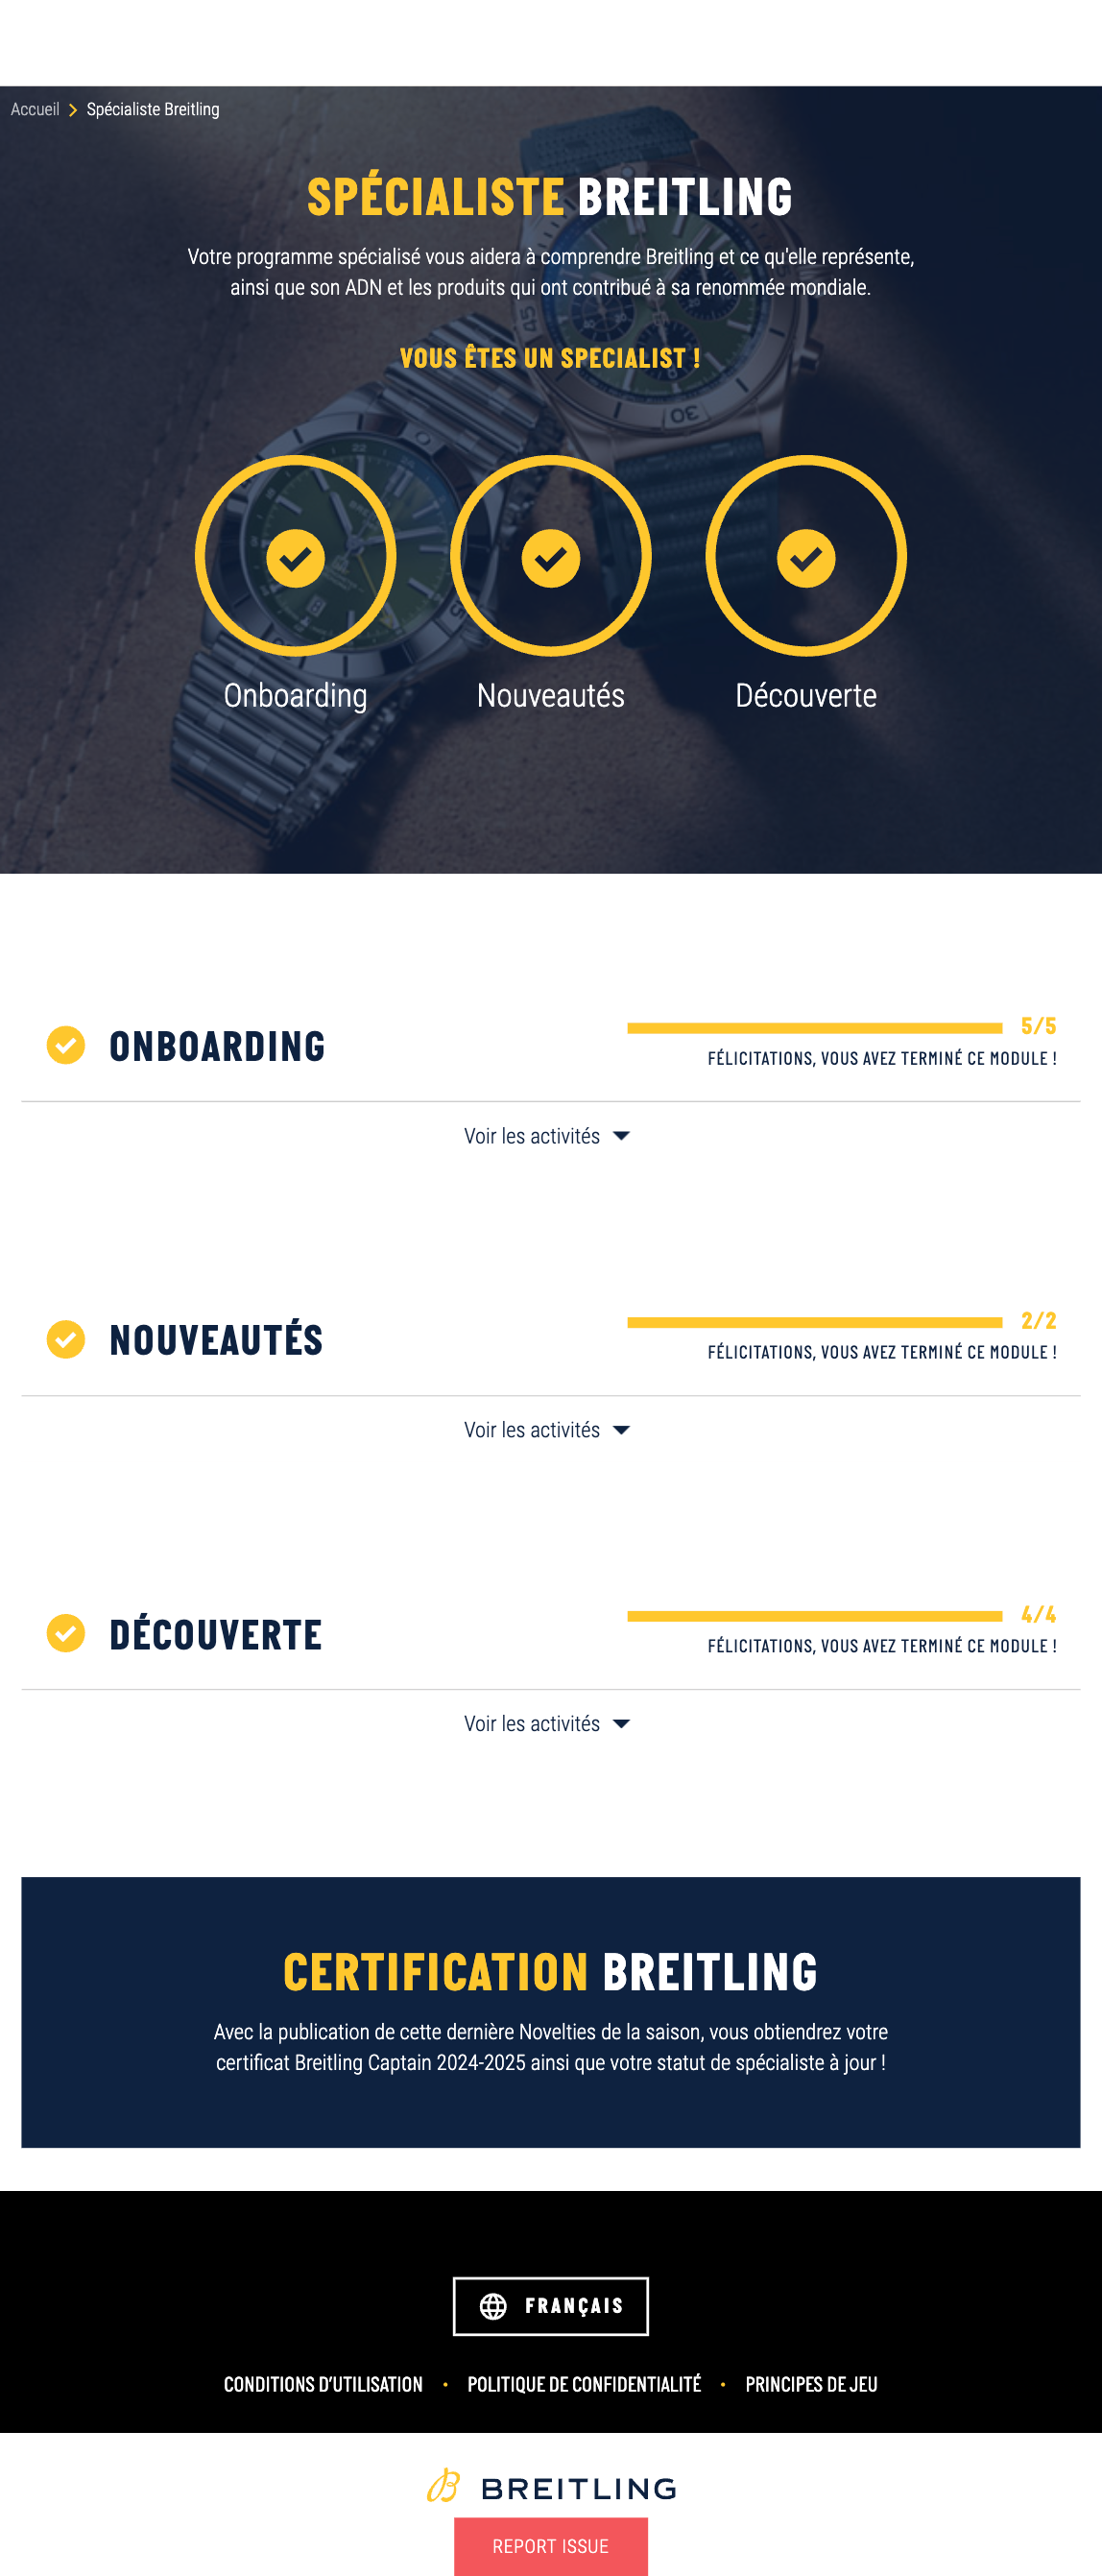 Accueil > Spécialiste Breitling
SPÉCIALISTE BREITLING
Votre programme spécialisé vous aidera à comprendre Breitling et ce qu'elle représente,
ainsi que son ADN et les produits qui ont contribué à sa renommée mondiale.
VOUS ÊTES UN SPECIALIST !
Onboarding Nouveautés Découverte
ONBOARDING
5/5
FÉLICITATIONS, VOUS AVEZ TERMINÉ CE MODULE !
Voir les activités
NOUVEAUTÉS
2/2
FÉLICITATIONS, VOUS AVEZ TERMINÉ CE MODULE !
Voir les activités
DÉCOUVERTE
4/4
FÉLICITATIONS, VOUS AVEZ TERMINÉ CE MODULE !
Voir les activités
CERTIFICATION BREITLING
Avec la publication de cette dernière Novelties de la saison, vous obtiendrez votre
certificat Breitling Captain 2024-2025 ainsi que votre statut de spécialiste à jour !
FRANÇAIS
CONDITIONS D'UTILISATION • POLITIQUE DE CONFIDENTIALITÉ • PRINCIPES DE JEU
B BREITLING
REPORT ISSUE